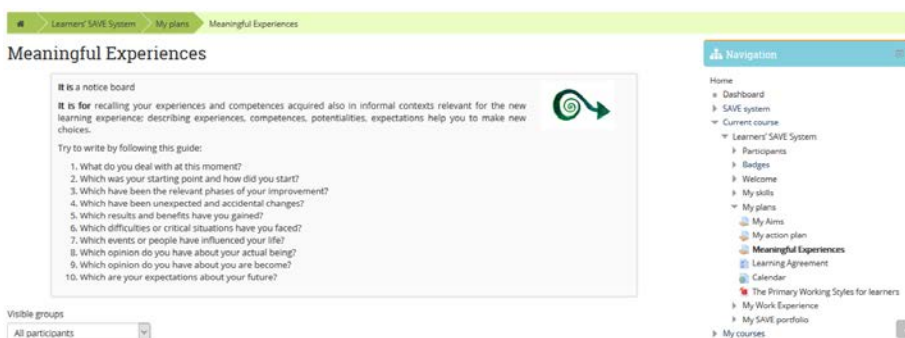 Learners' SAVE System My plans Meaningful Experiences
Meaningful Experiences
It is a notice board
It is for recalling your experiences and competences acquired also in informal contexts relevant for the new
learning experience; describing experiences, competences, potentialities, expectations help you to make new
choices.
Try to write by following this guide:
1. What do you deal with at this moment?
2. Which was your starting point and how did you start?
3. Which have been the relevant phases of your improvement?
4. Which have been unexpected and accidental changes?
5. Which results and benefits have you gained?
6. Which difficulties or critical situations have you faced?
7. Which events or people have influenced your life?
8. Which opinion do you have about your actual being?
9. Which opinion do you have about you are become?
10. Which are your expectations about your future?
Visible groups
All participants
Navigation
Home
Dashboard
SAVE system
Current course
Learners' SAVE System
Participants
Badges
Welcome
My skills
My plans
My Aims
My action plan
Meaningful Experiences
Learning Agreement
Calendar
The Primary Working Styles for learners
My Work Experience
My SAVE portfolio
My courses